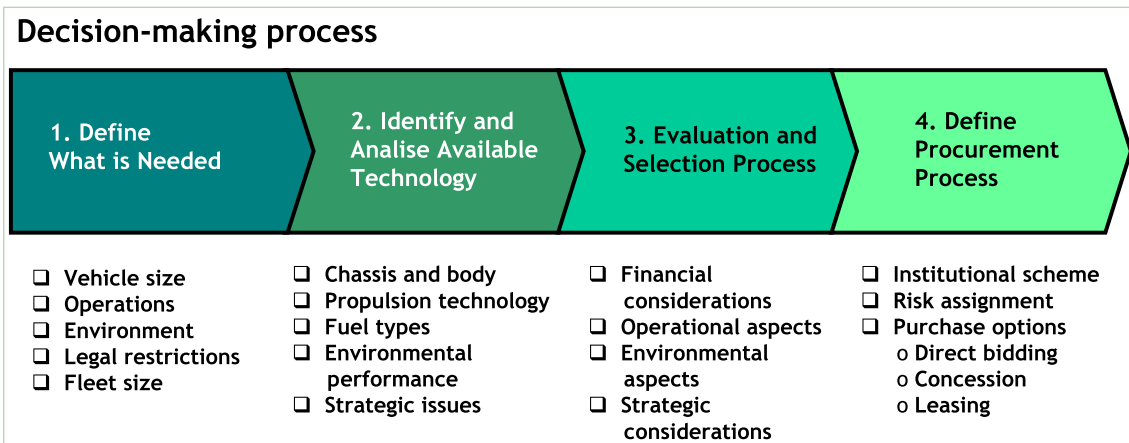 Decision-making process
1. Define
What is Needed
2. Identify and
Analise Available
Technology
3. Evaluation and
Selection Process
4. Define
Procurement
Process
❑ Vehicle size
❑ Operations
❑ Environment
❑ Legal restrictions
❑ Fleet size
❑ Chassis and body
❑ Propulsion technology
❑ Fuel types
❑ Environmental
performance
❑ Strategic issues
❑ Financial
considerations
❑ Operational aspects
❑ Environmental
aspects
❑ Strategic
considerations
❑ Institutional scheme
❑ Risk assignment
❑ Purchase options
o Direct bidding
o Concession
o Leasing